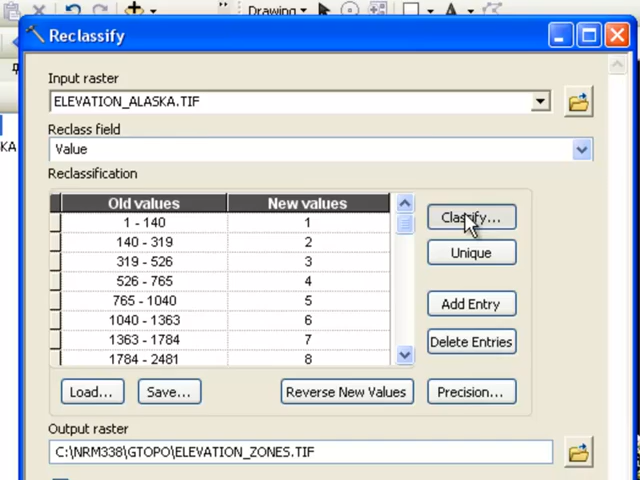 Drawing
Reclassify
Input raster
ELEVATION_ALASKA.TIF
Reclass field
KA
Value
Reclassification
Old values New values
1 - 140 1
140 - 319 2
319 - 526 3
526 - 765 4
765 - 1040 5
1040 - 1363 6
1363 - 1784 7
1784 - 2481 8
Classify...
Unique
Add Entry
Delete Entries
Load... Save... Reverse New Values Precision...
Output raster
C:\NRM338\GTOPO\ELEVATION_ZONES.TIF